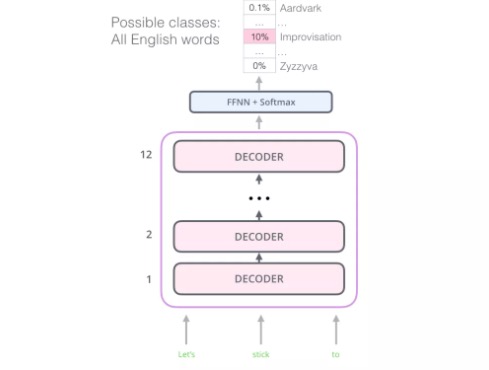 0.1% Aardvark
Possible classes:
... ...
All English words
10% Improvisation
... ...
0% Zyzzyva
FFNN + Softmax
12 DECODER
...
2 DECODER
1 DECODER
Let's stick to